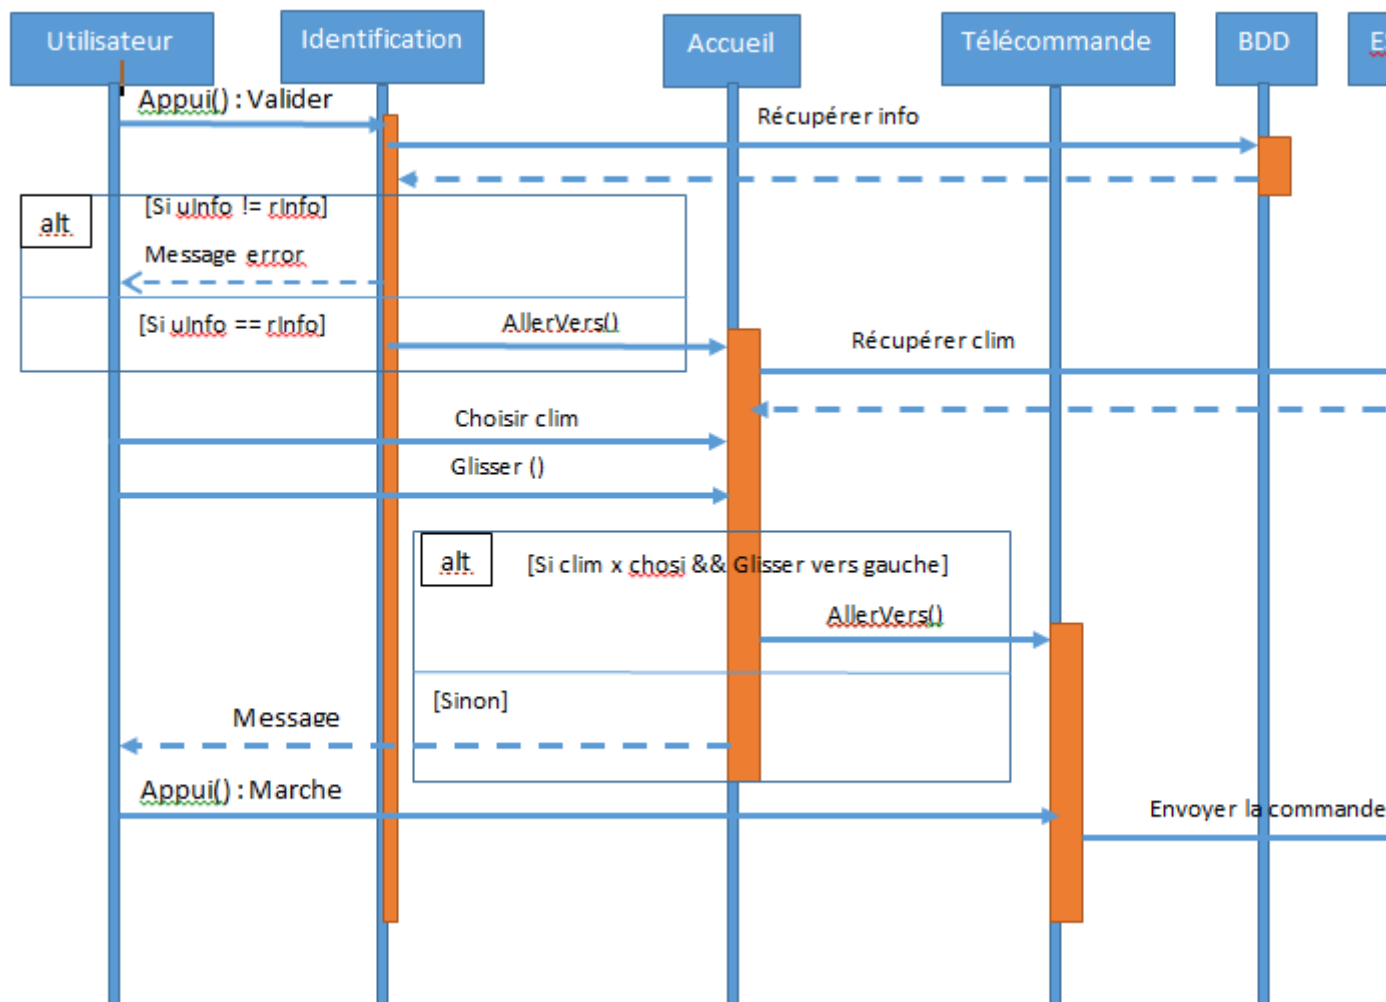 Utilisateur
Identification
Accueil
Télécommande
BDD
Appui() : Valider
Récupérer info
alt
[Si uInfo != rInfo]
Message error
[Si uInfo == rInfo]
AllerVers()
Récupérer clim
Choisir clim
Glisser ()
alt
[Si clim x chosi && Glisser vers gauche]
AllerVers()
[Sinon]
Message
Appui() : Marche
Envoyer la commande